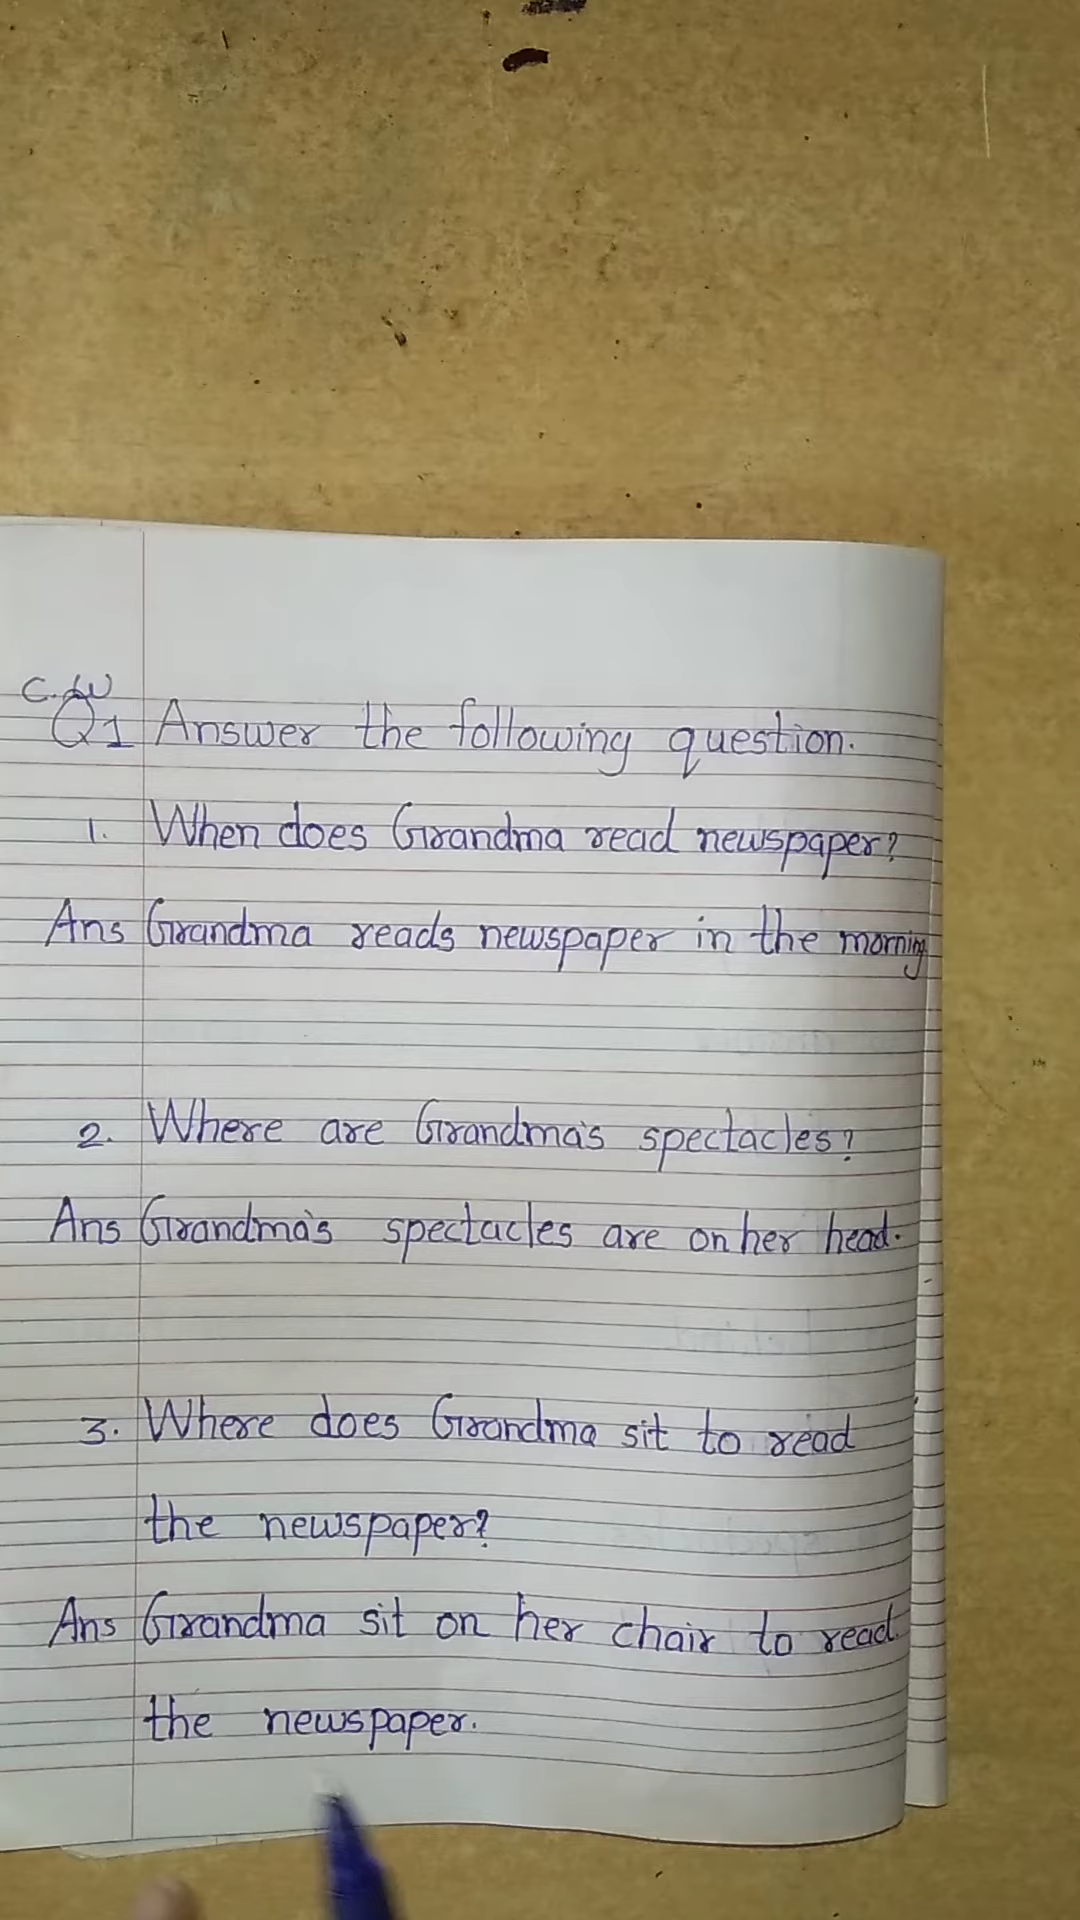 C.W
Q1 Answer the following question.
1. When does Grandma read newspaper?
Ans Grandma reads newspaper in the morning
2. Where are Grandma's spectacles?
Ans Grandma's spectacles are on her head.
3. Where does Grandma sit to read
the newspaper?
Ans Grandma sit on her chair to read
the newspaper.